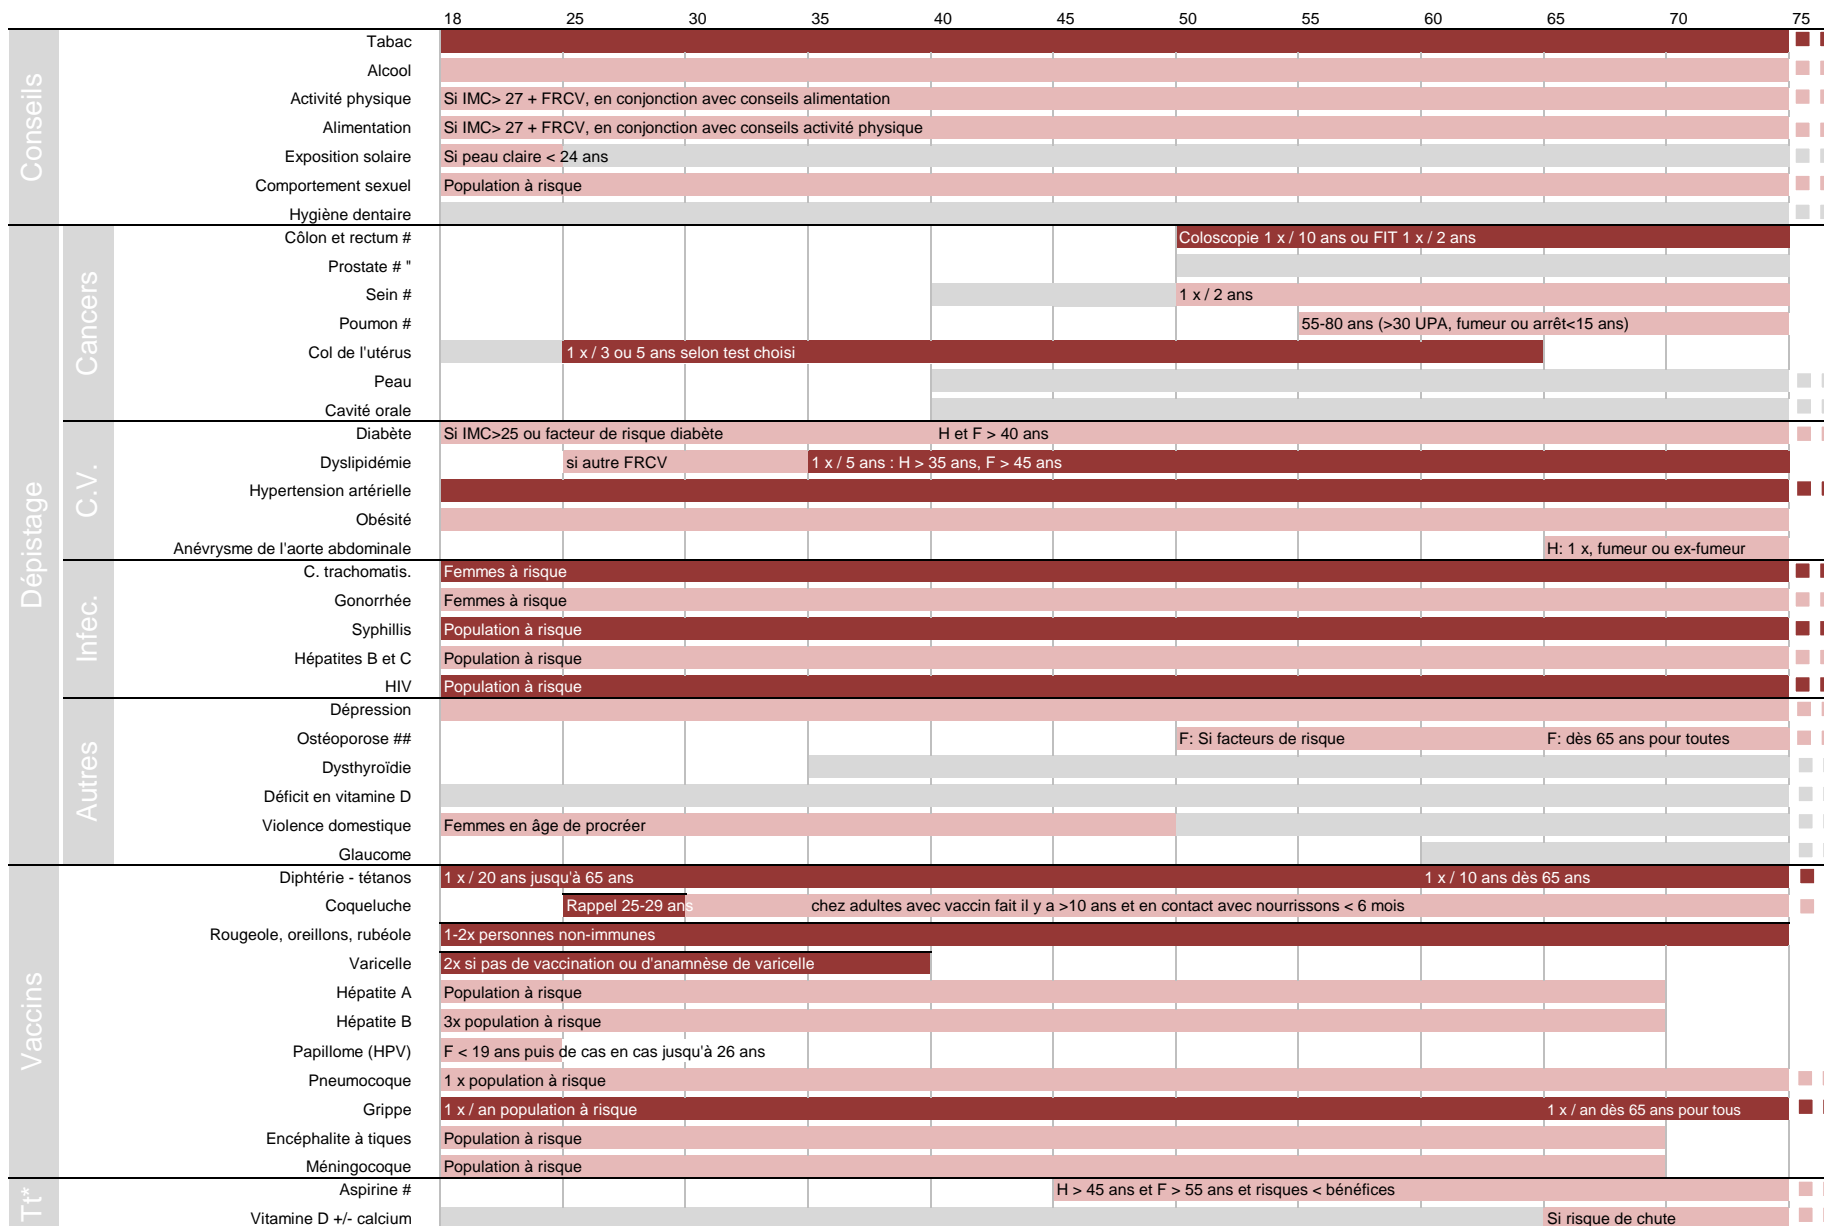 18 25 30 35 40 45 50 55 60 65 70 75
Conseils
Tabac
Alcool
Activité physique Si IMC> 27 + FRCV, en conjonction avec conseils alimentation
Alimentation Si IMC> 27 + FRCV, en conjonction avec conseils activité physique
Exposition solaire Si peau claire < 24 ans
Comportement sexuel Population à risque
Hygiène dentaire
Dépistage
Cancers
Côlon et rectum # Coloscopie 1 x / 10 ans ou FIT 1 x / 2 ans
Prostate # "
Sein # 1 x / 2 ans
Poumon # 55-80 ans (>30 UPA, fumeur ou arrêt<15 ans)
Col de l'utérus 1 x / 3 ou 5 ans selon test choisi
Peau
Cavité orale
C.V.
Diabète Si IMC>25 ou facteur de risque diabète H et F > 40 ans
Dyslipidémie si autre FRCV 1 x / 5 ans : H > 35 ans, F > 45 ans
Hypertension artérielle
Obésité
Anévrysme de l'aorte abdominale H: 1 x, fumeur ou ex-fumeur
Infec.
C. trachomatis. Femmes à risque
Gonorrhée Femmes à risque
Syphillis Population à risque
Hépatites B et C Population à risque
HIV Population à risque
Autres
Dépression
Ostéoporose ## F: Si facteurs de risque F: dès 65 ans pour toutes
Dysthyroïdie
Déficit en vitamine D
Violence domestique Femmes en âge de procréer
Glaucome
Vaccins
Diphtérie - tétanos 1 x / 20 ans jusqu'à 65 ans 1 x / 10 ans dès 65 ans
Coqueluche Rappel 25-29 ans chez adultes avec vaccin fait il y a >10 ans et en contact avec nourrissons < 6 mois
Rougeole, oreillons, rubéole 1-2x personnes non-immunes
Varicelle 2x si pas de vaccination ou d'anamnèse de varicelle
Hépatite A Population à risque
Hépatite B 3x population à risque
Papillome (HPV) F < 19 ans puis de cas en cas jusqu'à 26 ans
Pneumocoque 1 x population à risque
Grippe 1 x / an population à risque 1 x / an dès 65 ans pour tous
Encéphalite à tiques Population à risque
Méningocoque Population à risque
Tt*
Aspirine # H > 45 ans et F > 55 ans et risques < bénéfices
Vitamine D +/- calcium Si risque de chute